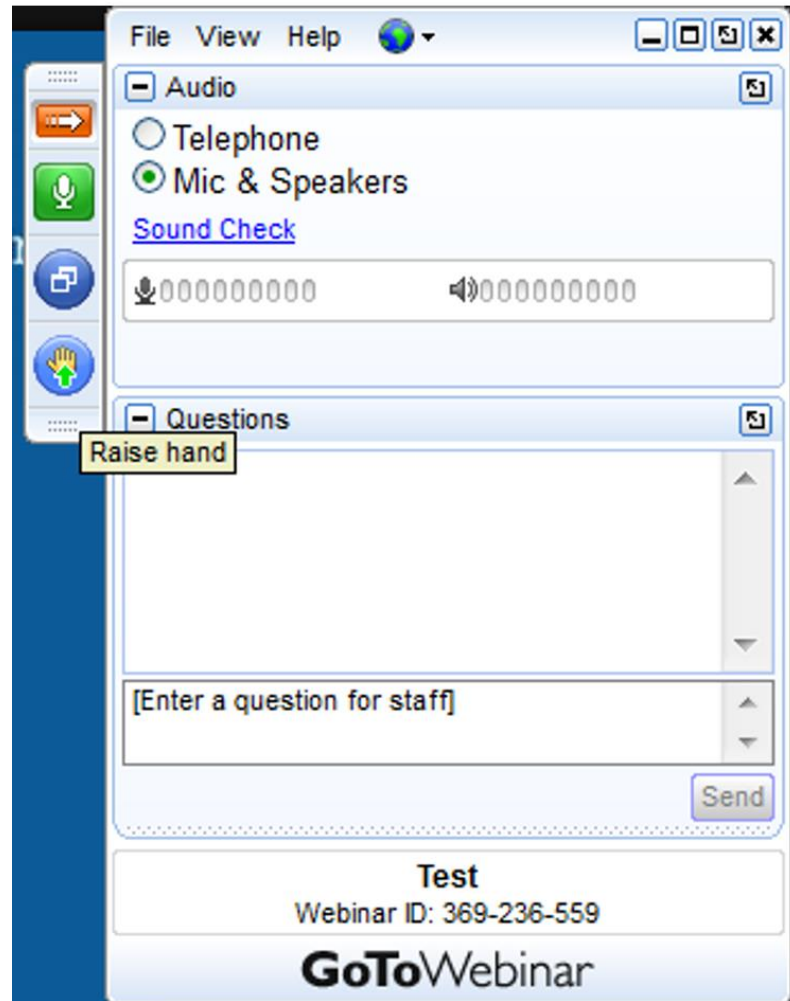 File View Help
Audio
Telephone
Mic & Speakers
Sound Check
000000000 000000000
Questions
Raise hand
[Enter a question for staff]
Send
Test
Webinar ID: 369-236-559
GoToWebinar